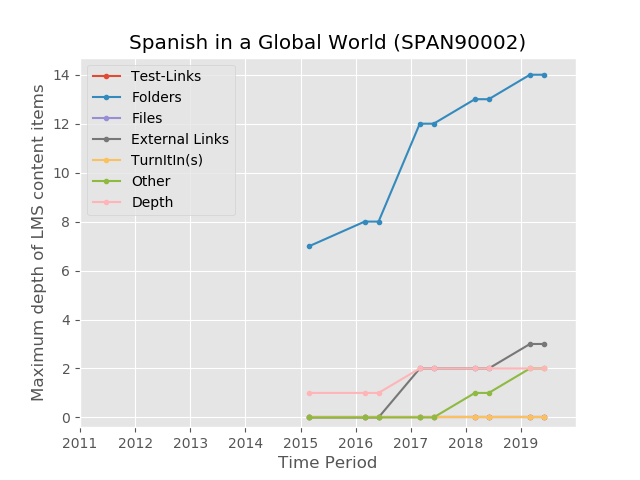 Spanish in a Global World (SPAN90002)
Test-Links
Folders
Files
External Links
TurnItIn(s)
Other
Depth
Maximum depth of LMS content items
14
12
10
8
6
4
2
0
2011 2012 2013 2014 2015 2016 2017 2018 2019
Time Period